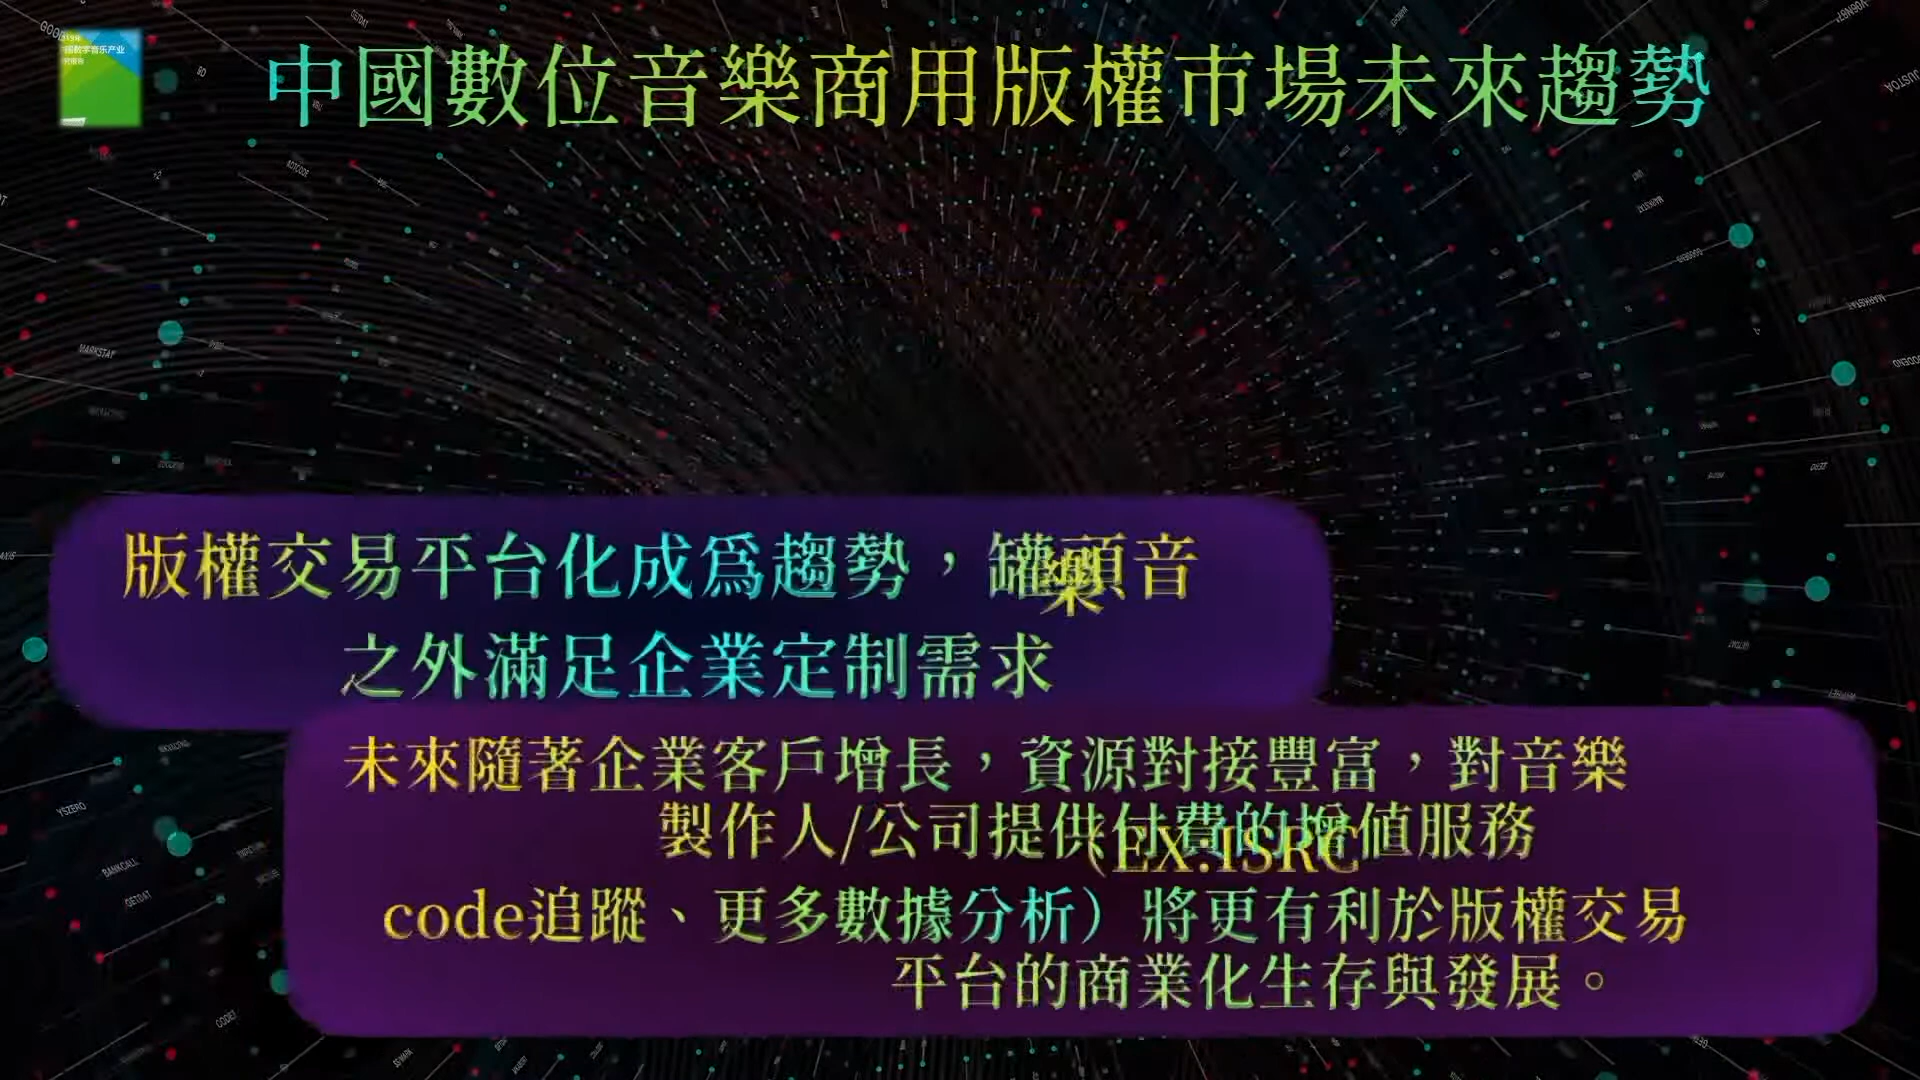 中國數位音樂商用版權市場未來趨勢
版權交易平台化成爲趨勢，罐頭音
樂
之外滿足企業定制需求
未來隨著企業客戶增長，資源對接豐富，對音樂
製作人/公司提供付費的增值服務
（EX:ISRC
code追蹤、更多數據分析）將更有利於版權交易
平台的商業化生存與發展。